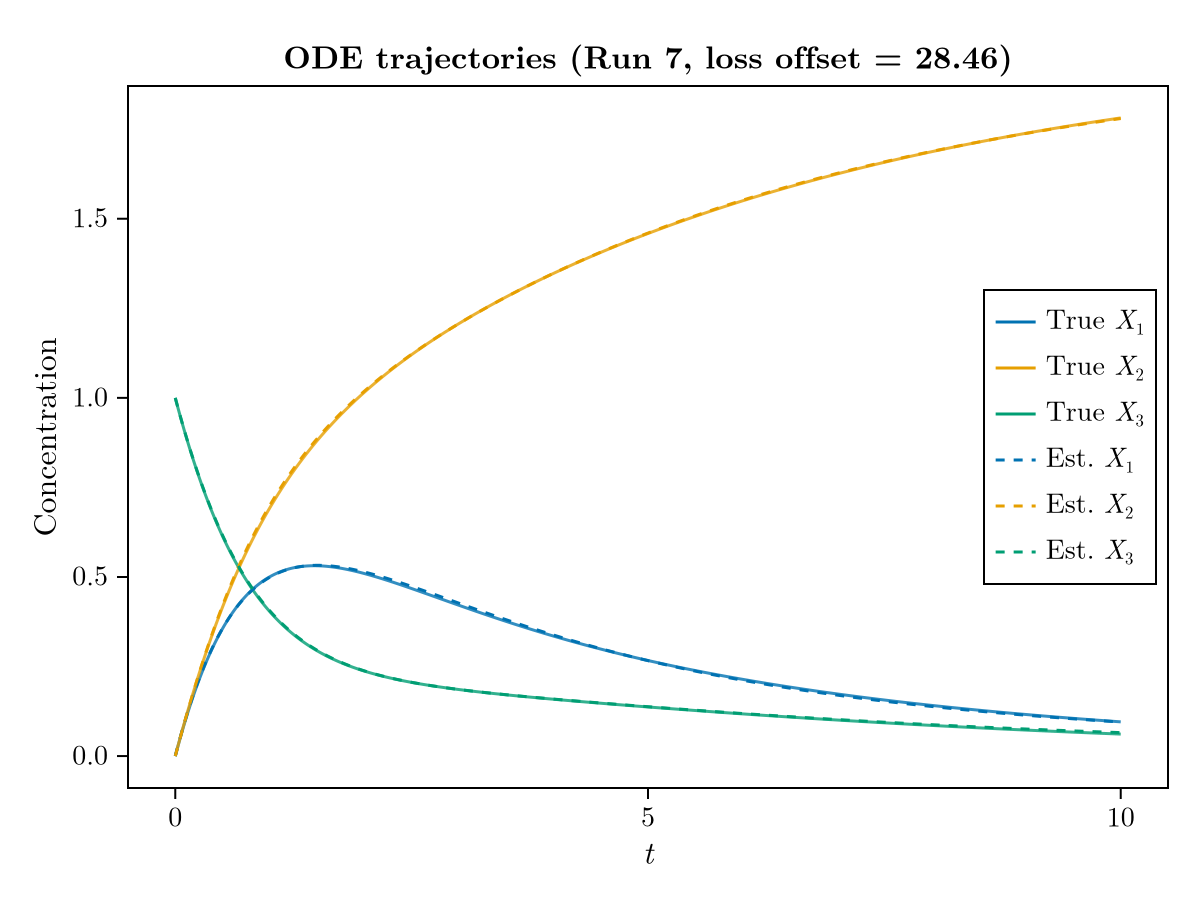 ODE trajectories (Run 7, loss offset = 28.46)
Concentration
1.5
1.0
0.5
0.0
0 5 10
t
True X₁
True X₂
True X₃
Est. X₁
Est. X₂
Est. X₃